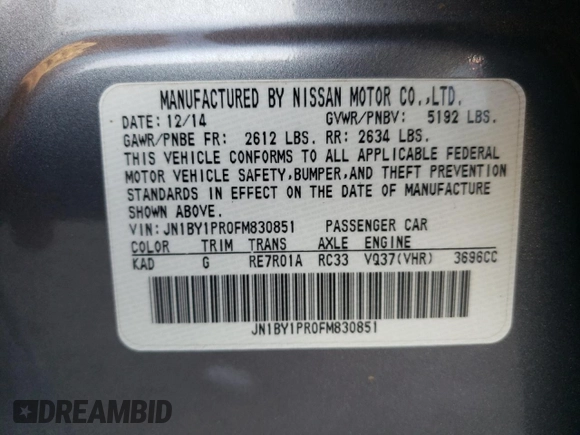 MANUFACTURED BY NISSAN MOTOR CO.,LTD.
DATE: 12/14 GVWR/PNBV: 5192 LBS.
GAWR/PNBE FR: 2612 LBS. RR: 2634 LBS.
THIS VEHICLE CONFORMS TO ALL APPLICABLE FEDERAL
MOTOR VEHICLE SAFETY,BUMPER,AND THEFT PREVENTION
STANDARDS IN EFFECT ON THE DATE OF MANUFACTURE
SHOWN ABOVE.
VIN: JN1BY1PR0FM830851 PASSENGER CAR
COLOR TRIM TRANS AXLE ENGINE
KAD G RE7R01A RC33 VQ37(VHR) 3696CC
JN1BY1PR0FM830851
DREAMBID